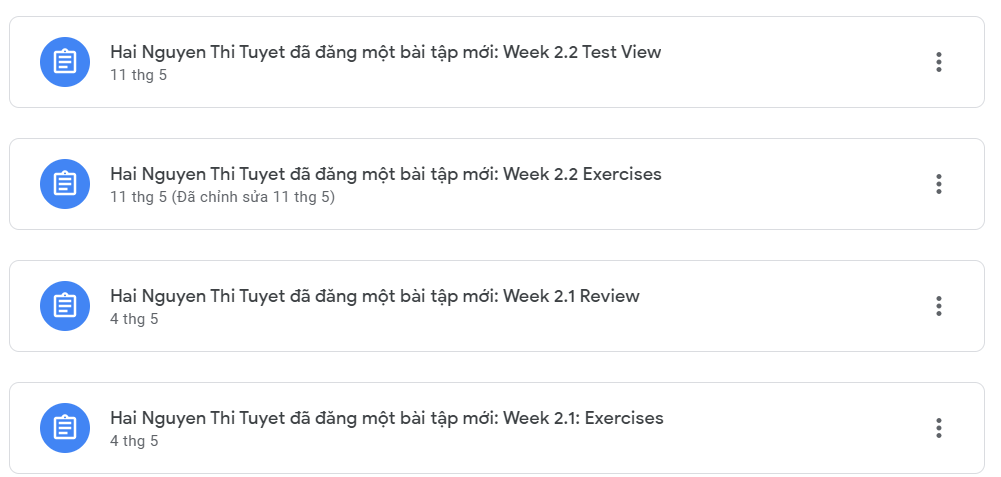 Hai Nguyen Thi Tuyet đã đăng một bài tập mới: Week 2.2 Test View
11 thg 5
Hai Nguyen Thi Tuyet đã đăng một bài tập mới: Week 2.2 Exercises
11 thg 5 (Đã chỉnh sửa 11 thg 5)
Hai Nguyen Thi Tuyet đã đăng một bài tập mới: Week 2.1 Review
4 thg 5
Hai Nguyen Thi Tuyet đã đăng một bài tập mới: Week 2.1: Exercises
4 thg 5